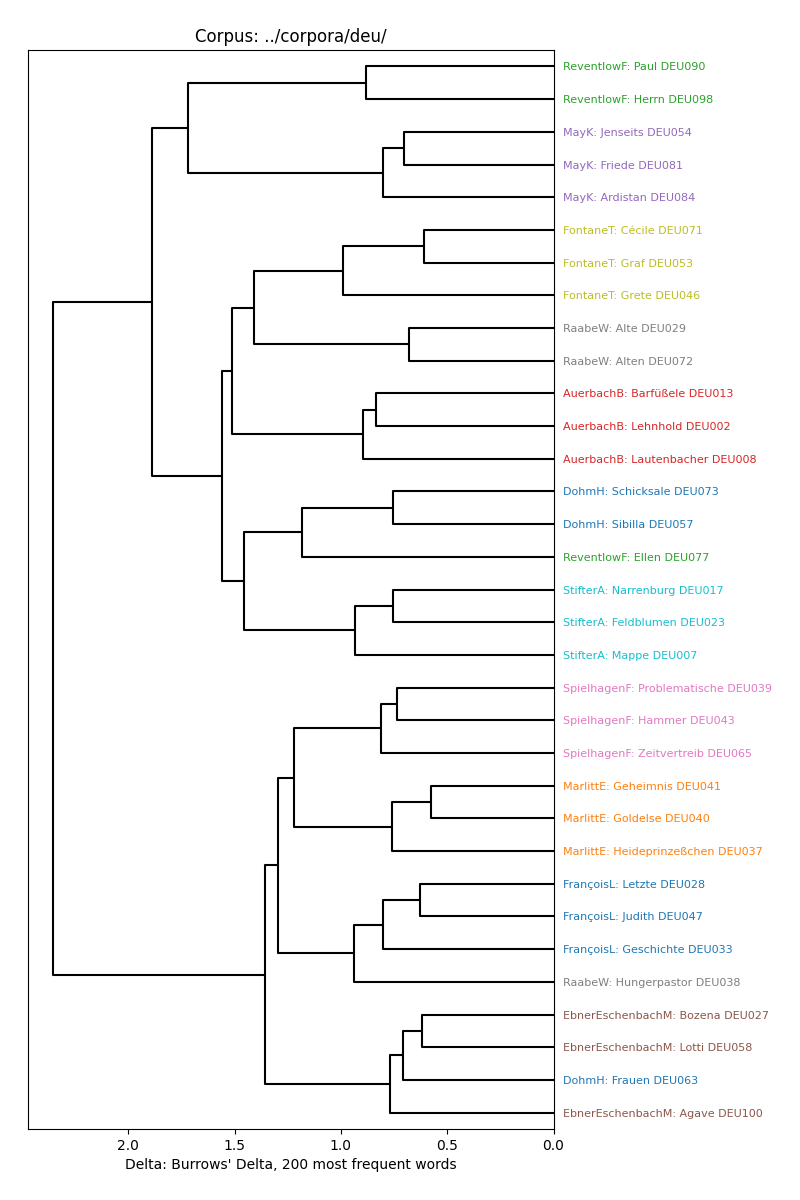 Corpus: ../corpora/deu/
ReventlowF: Paul DEU090
ReventlowF: Herrn DEU098
MayK: Jenseits DEU054
MayK: Friede DEU081
MayK: Ardistan DEU084
FontaneT: Cécile DEU071
FontaneT: Graf DEU053
FontaneT: Grete DEU046
RaabeW: Alte DEU029
RaabeW: Alten DEU072
AuerbachB: Barfüßele DEU013
AuerbachB: Lehnhold DEU002
AuerbachB: Lautenbacher DEU008
DohmH: Schicksale DEU073
DohmH: Sibilla DEU057
ReventlowF: Ellen DEU077
StifterA: Narrenburg DEU017
StifterA: Feldblumen DEU023
StifterA: Mappe DEU007
SpielhagenF: Problematische DEU039
SpielhagenF: Hammer DEU043
SpielhagenF: Zeitvertreib DEU065
MarlittE: Geheimnis DEU041
MarlittE: Goldelse DEU040
MarlittE: Heideprinzeßchen DEU037
FrançoisL: Letzte DEU028
FrançoisL: Judith DEU047
FrançoisL: Geschichte DEU033
RaabeW: Hungerpastor DEU038
EbnerEschenbachM: Bozena DEU027
EbnerEschenbachM: Lotti DEU058
DohmH: Frauen DEU063
EbnerEschenbachM: Agave DEU100
2.0 1.5 1.0 0.5 0.0
Delta: Burrows' Delta, 200 most frequent words